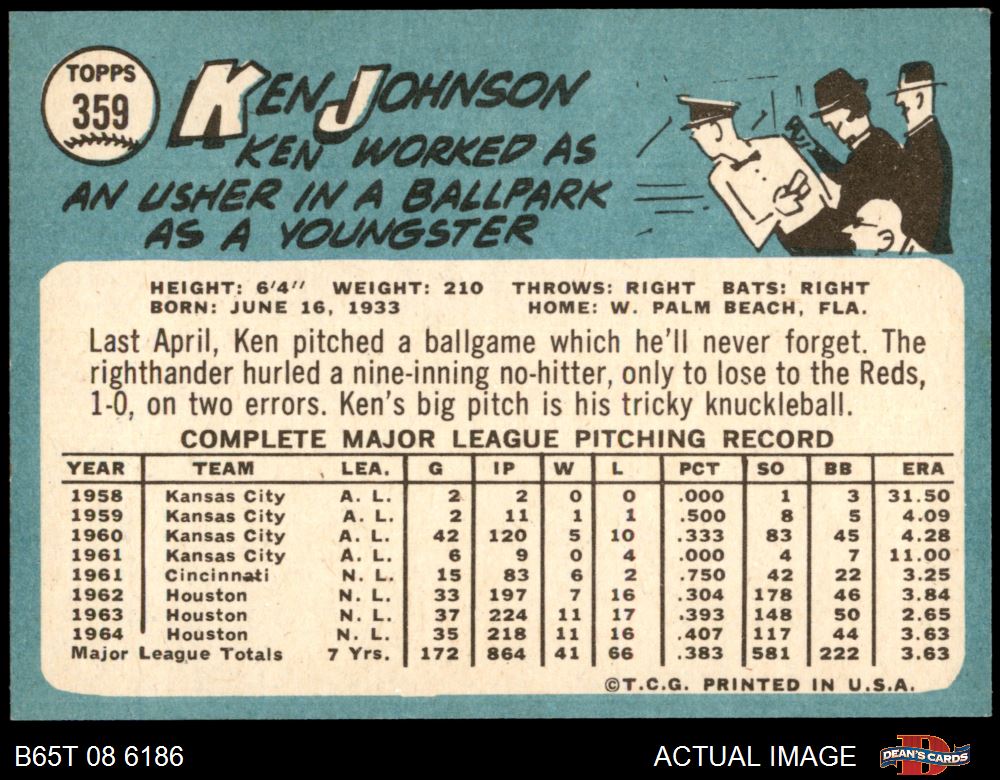 TOPPS
359
KEN JOHNSON
KEN WORKED AS
AN USHER IN A BALLPARK
AS A YOUNGSTER
HEIGHT: 6'4" WEIGHT: 210 THROWS: RIGHT BATS: RIGHT
BORN: JUNE 16, 1933 HOME: W. PALM BEACH, FLA.
Last April, Ken pitched a ballgame which he'll never forget. The
righthander hurled a nine-inning no-hitter, only to lose to the Reds,
1-0, on two errors. Ken's big pitch is his tricky knuckleball.
COMPLETE MAJOR LEAGUE PITCHING RECORD
YEAR TEAM LEA. G IP W L PCT SO BB ERA
1958 Kansas City A. L. 2 2 0 0 .000 1 3 31.50
1959 Kansas City A. L. 2 11 1 1 .500 8 5 4.09
1960 Kansas City A. L. 42 120 5 10 .333 83 45 4.28
1961 Kansas City A. L. 6 9 0 4 .000 4 7 11.00
1961 Cincinnati N. L. 15 83 6 2 .750 42 22 3.25
1962 Houston N. L. 33 197 7 16 .304 178 46 3.84
1963 Houston N. L. 37 224 11 17 .393 148 50 2.65
1964 Houston N. L. 35 218 11 16 .407 117 44 3.63
Major League Totals 7 Yrs. 172 864 41 66 .383 581 222 3.63
©T.C.G. PRINTED IN U.S.A.
B65T 08 6186 ACTUAL IMAGE DEAN'S CARDS